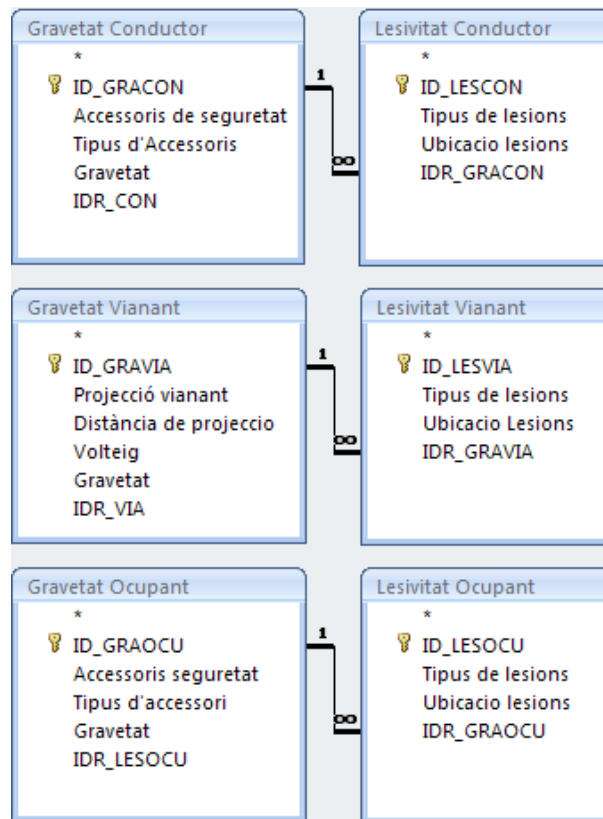 Gravetat Conductor
*
ID_GRACON
Accessoris de seguretat
Tipus d'Accessoris
Gravetat
IDR_CON
1
∞
Lesivitat Conductor
*
ID_LESCON
Tipus de lesions
Ubicacio lesions
IDR_GRACON
Gravetat Vianant
*
ID_GRAVIA
Projecció vianant
Distància de projeccio
Volteig
Gravetat
IDR_VIA
1
∞
Lesivitat Vianant
*
ID_LESVIA
Tipus de lesions
Ubicacio Lesions
IDR_GRAVIA
Gravetat Ocupant
*
ID_GRAOCU
Accessoris seguretat
Tipus d'accessori
Gravetat
IDR_LESOCU
1
∞
Lesivitat Ocupant
*
ID_LESOCU
Tipus de lesions
Ubicacio lesions
IDR_GRAOCU